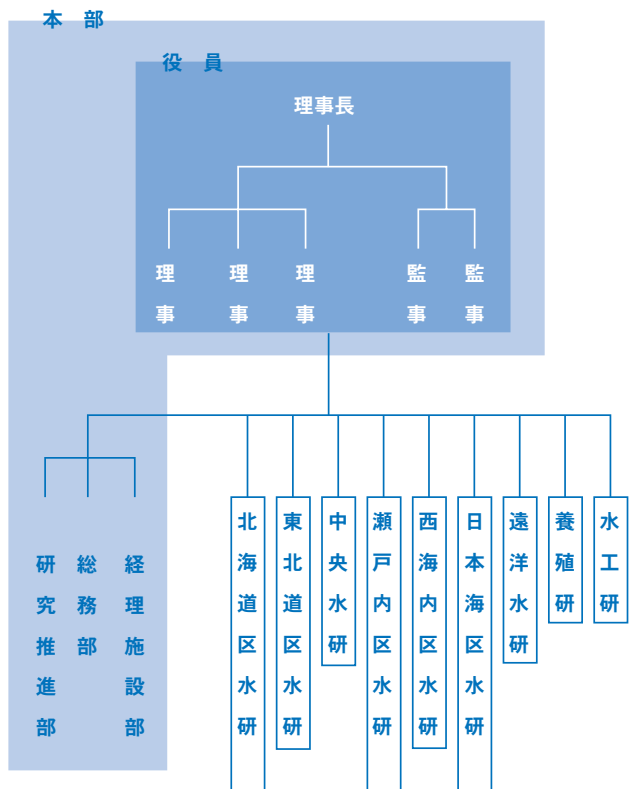 本部
役員
理事長
理事
理事
理事
監事
監事
研究推進部
総務部
経理施設部
北海道区水研
東北道区水研
中央水研
瀬戸内区水研
西海内区水研
日本海区水研
遠洋水研
養殖研
水工研